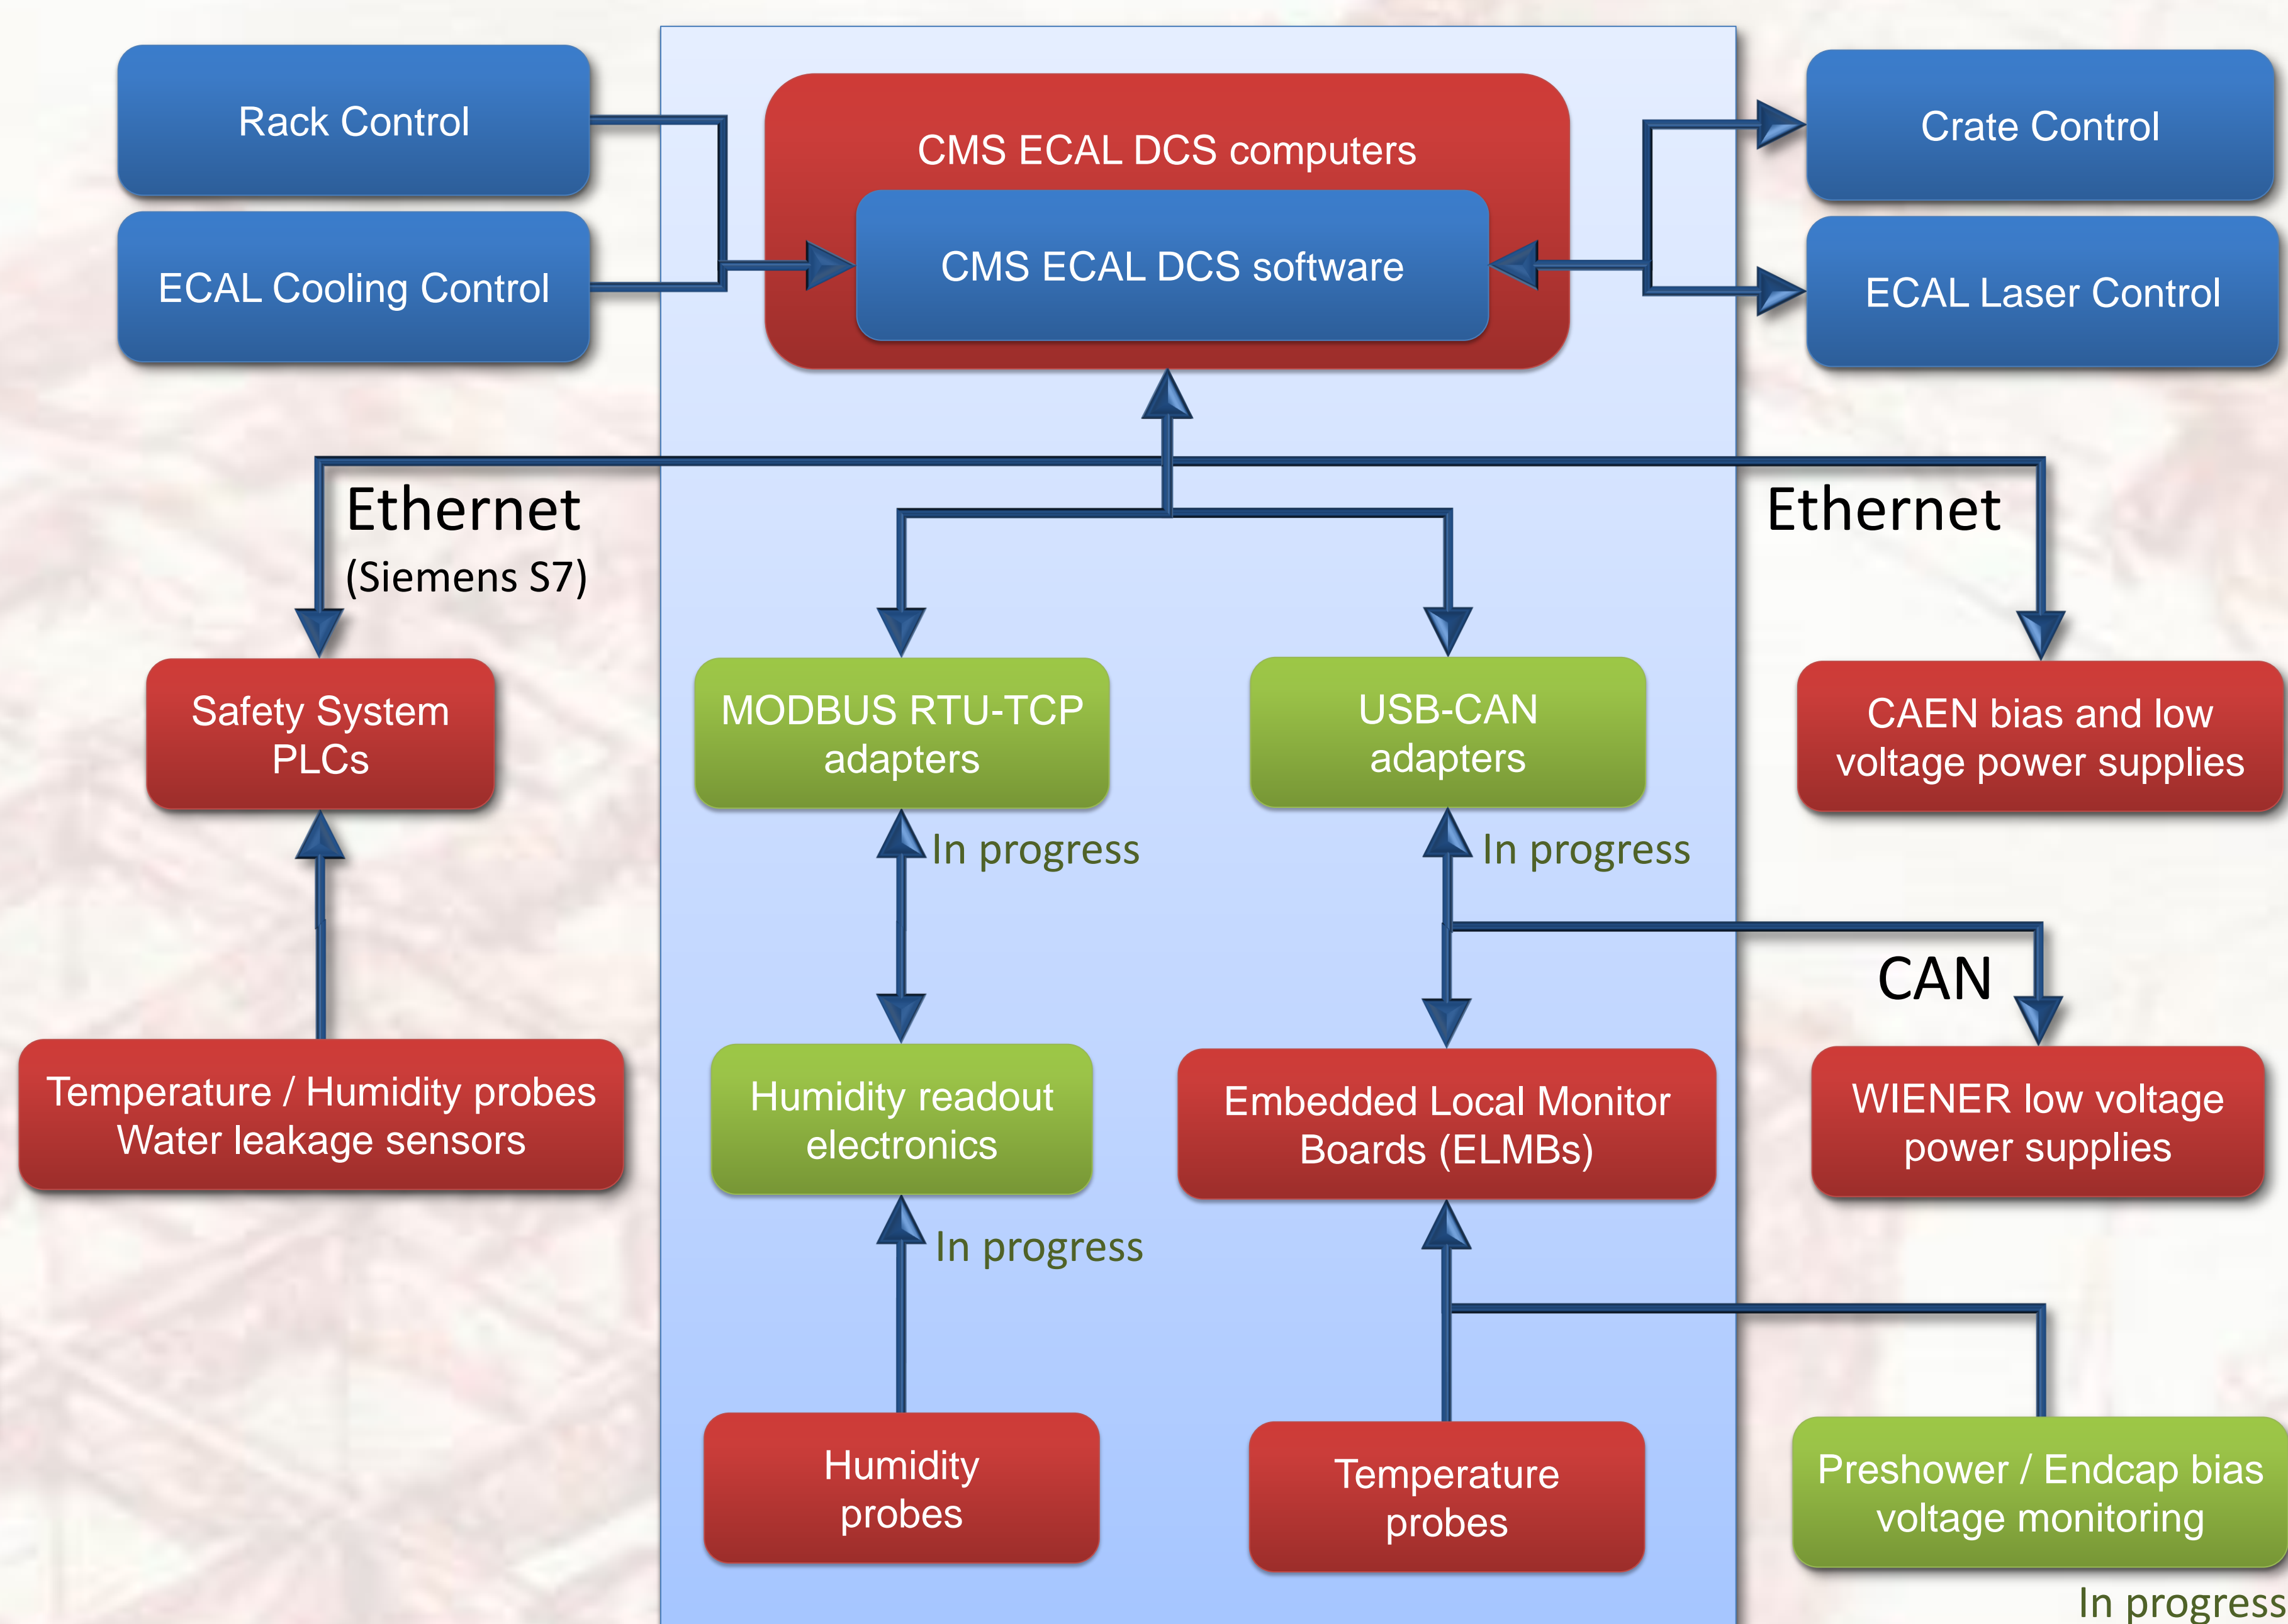 Rack Control
CMS ECAL DCS computers
Crate Control
ECAL Cooling Control
CMS ECAL DCS software
ECAL Laser Control
Ethernet
(Siemens S7)
Ethernet
Safety System
PLCs
MODBUS RTU-TCP
adapters
USB-CAN
adapters
CAEN bias and low
voltage power supplies
In progress
In progress
CAN
Temperature / Humidity probes
Water leakage sensors
Humidity readout
electronics
Embedded Local Monitor
Boards (ELMBs)
WIENER low voltage
power supplies
In progress
Humidity
probes
Temperature
probes
Preshower / Endcap bias
voltage monitoring
In progress